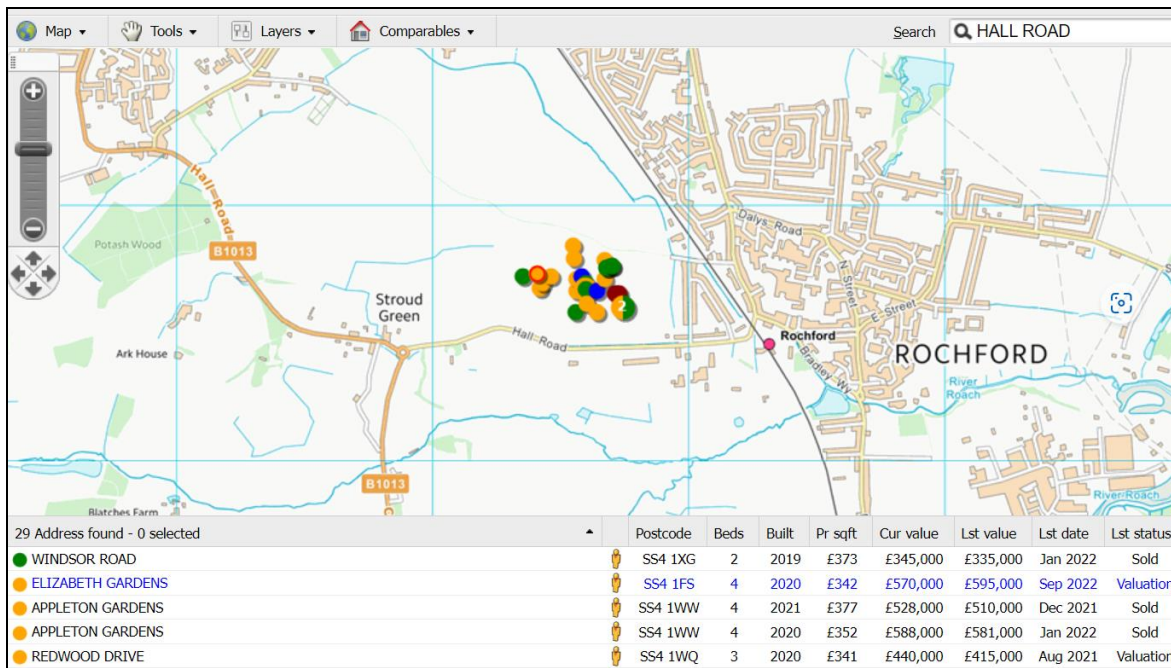 Map Tools Layers Comparables Search HALL ROAD
Hall Road
Dalys Road
Potash Wood
B1013
N Street
E Street
Stroud
Green
Hall Road
Rochford
Ark House
ROCHFORD
Bradley Wy
River
Roach
2
B1013
River Roach
Blatches Farm
29 Address found - 0 selected Postcode Beds Built Pr sqft Cur value Lst value Lst date Lst status
WINDSOR ROAD SS4 1XG 2 2019 £373 £345,000 £335,000 Jan 2022 Sold
ELIZABETH GARDENS SS4 1FS 4 2020 £342 £570,000 £595,000 Sep 2022 Valuation
APPLETON GARDENS SS4 1WW 4 2021 £377 £528,000 £510,000 Dec 2021 Sold
APPLETON GARDENS SS4 1WW 4 2020 £352 £588,000 £581,000 Jan 2022 Sold
REDWOOD DRIVE SS4 1WQ 3 2020 £341 £440,000 £415,000 Aug 2021 Valuation